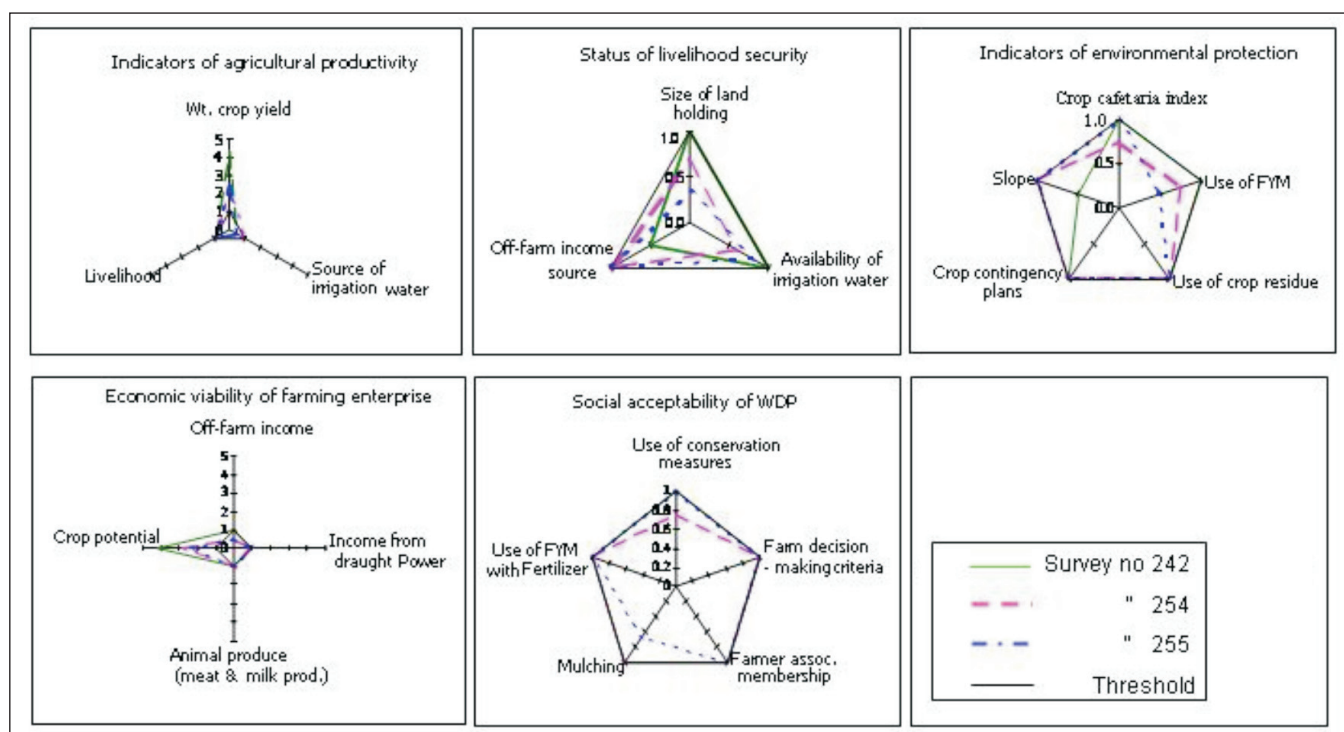 Indicators of agricultural productivity
Wt. crop yield
5
4
3
2
1
0
Livelihood
Source of
irrigation water
Status of livelihood security
Size of land
holding
1.0
0.5
0.0
Off-farm income
source
Availability of
irrigation water
Indicators of environmental protection
Crop cafetaria index
1.0
0.5
0.0
Slope
Use of FYM
Crop contingency
plans
Use of crop residue
Economic viability of farming enterprise
Off-farm income
5
4
3
2
1
0
Crop potential
Income from
draught Power
Animal produce
(meat & milk prod.)
Social acceptability of WDP
Use of conservation
measures
1
0.8
0.6
0.4
0.2
0
Use of FYM
with Fertilizer
Farm decision
- making criteria
Mulching
Farmer assoc.
membership
Survey no 242
" 254
" 255
Threshold